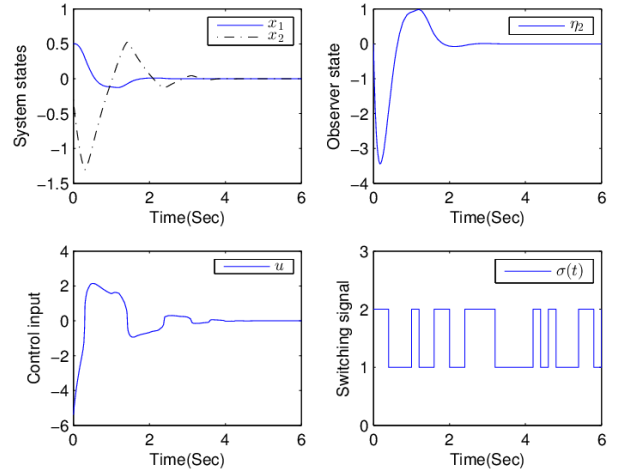 1
0.5
0
−0.5
−1
−1.5
System states
x1
x2
0 2 4 6
Time(Sec)
1
0
−1
−2
−3
−4
Observer state
η2
0 2 4 6
Time(Sec)
4
2
0
−2
−4
−6
Control input
u
0 2 4 6
Time(Sec)
3
2
1
0
Switching signal
σ(t)
0 2 4 6
Time(Sec)